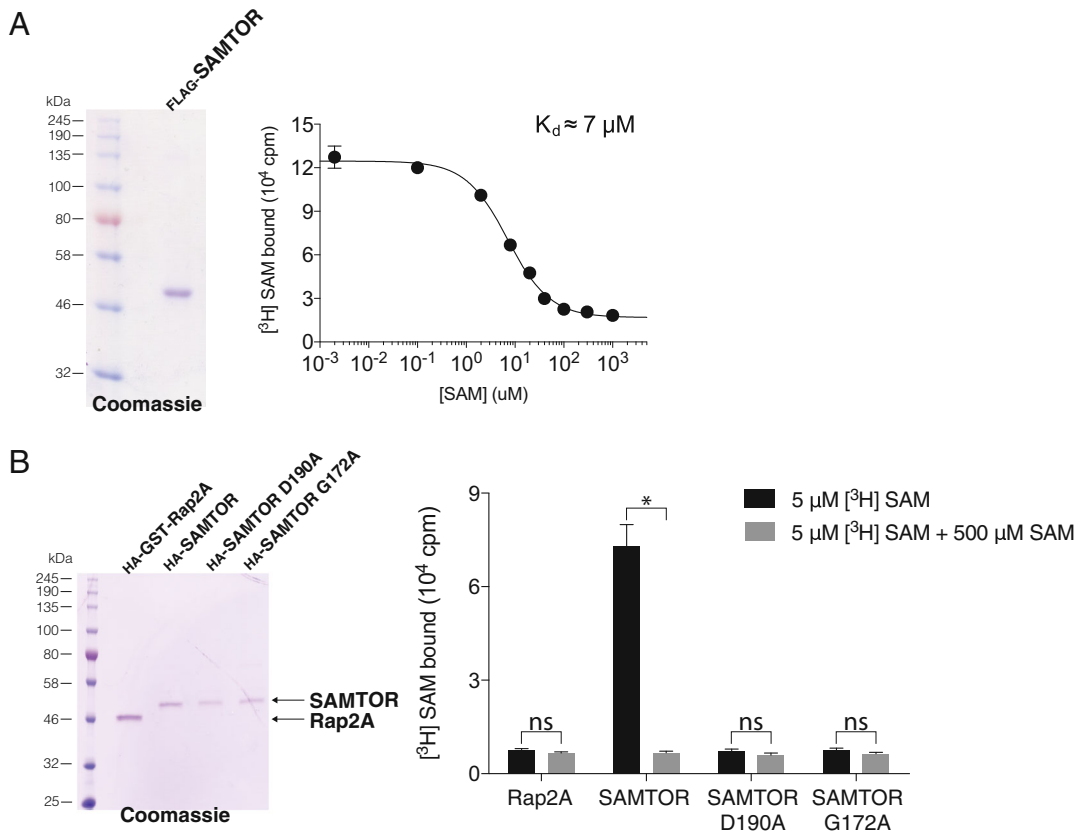 A
FLAG-SAMTOR
kDa
245
190
135
100
80
58
46
32
Coomassie
[³H] SAM bound (10⁴ cpm)
15
12
9
6
3
0
K_d ≈ 7 µM
10⁻³ 10⁻² 10⁻¹ 10⁰ 10¹ 10² 10³
[SAM] (uM)
B
HA-GST-Rap2A
HA-SAMTOR
HA-SAMTOR D190A
HA-SAMTOR G172A
kDa
245
190
135
100
80
58
46
32
25
SAMTOR
Rap2A
Coomassie
[³H] SAM bound (10⁴ cpm)
9
6
3
0
5 µM [³H] SAM
5 µM [³H] SAM + 500 µM SAM
ns
*
ns
ns
Rap2A
SAMTOR
SAMTOR
D190A
SAMTOR
G172A